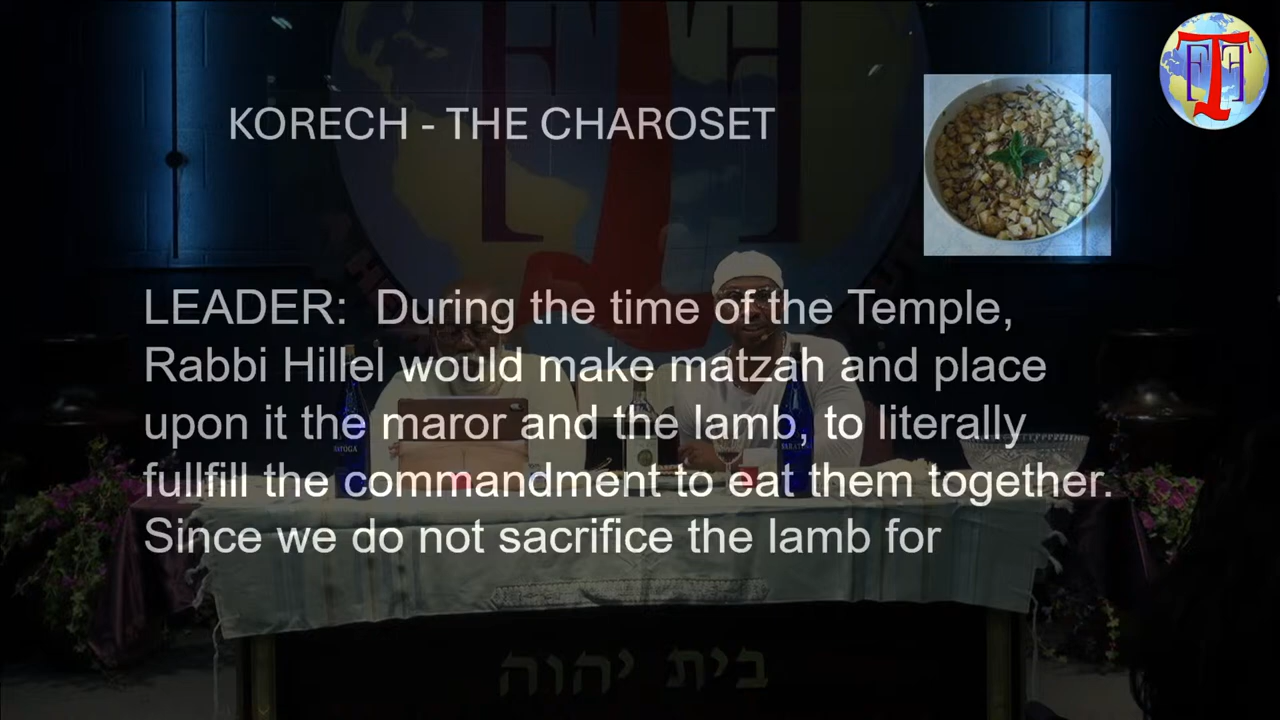 KORECH - THE CHAROSET
LEADER: During the time of the Temple,
Rabbi Hillel would make matzah and place
upon it the maror and the lamb, to literally
fullfill the commandment to eat them together.
Since we do not sacrifice the lamb for
בית יהוה